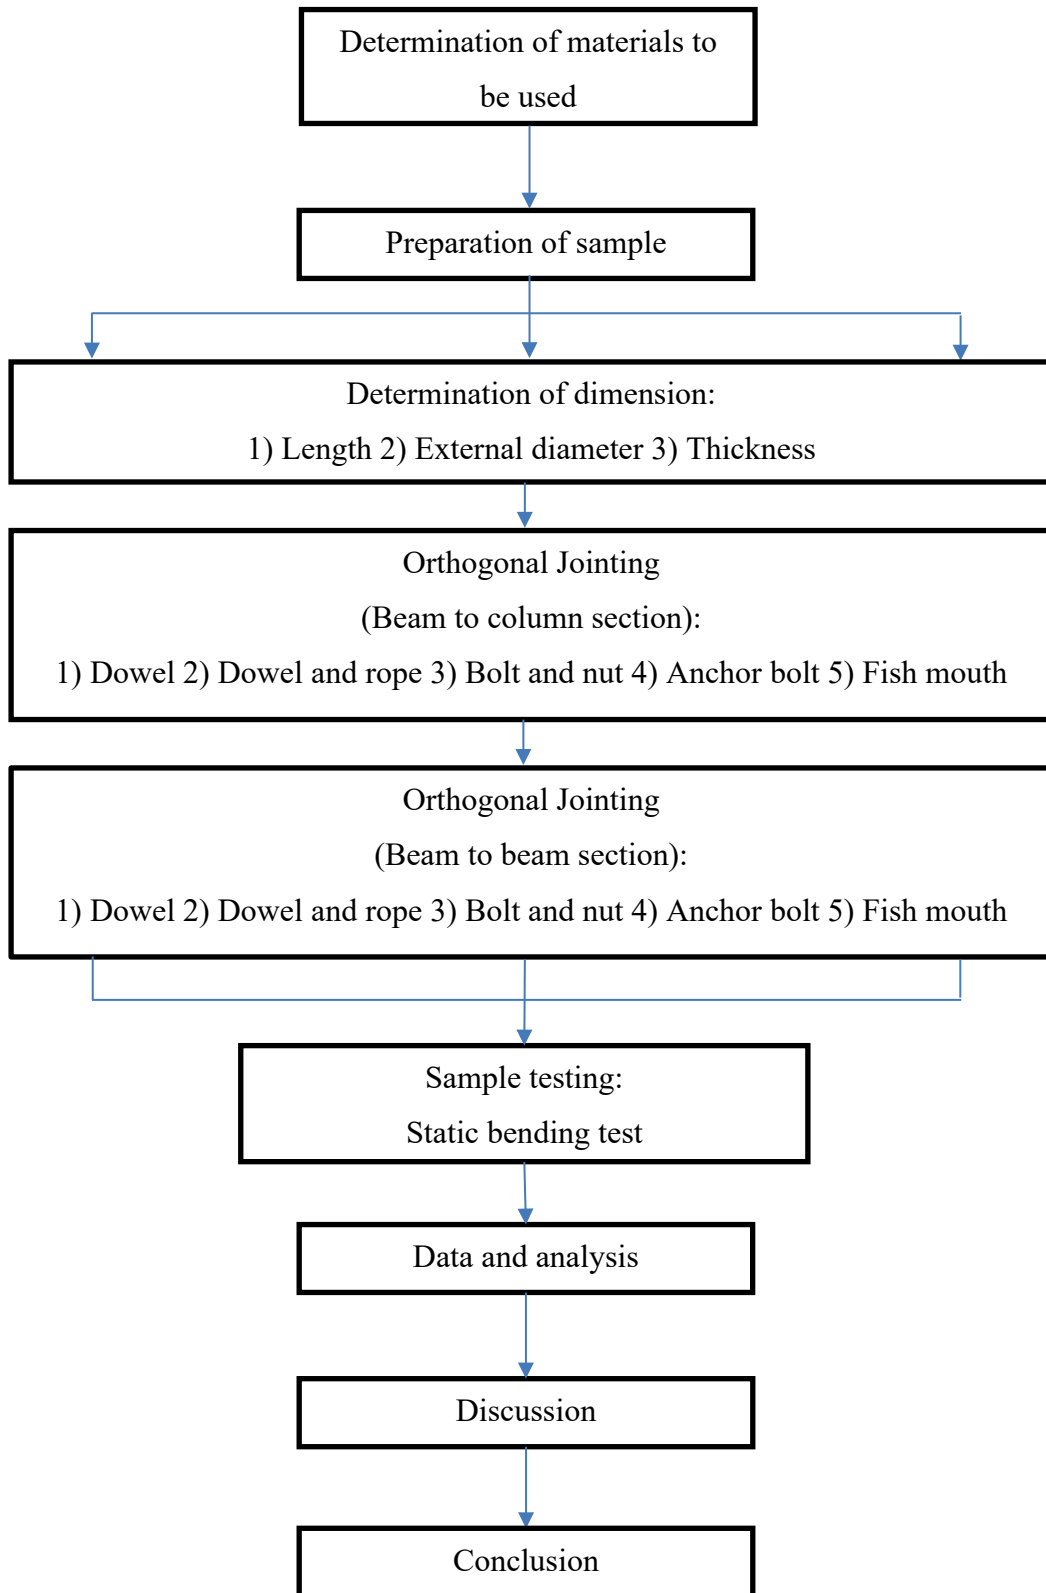 Determination of materials to
be used
Preparation of sample
Determination of dimension:
1) Length 2) External diameter 3) Thickness
Orthogonal Jointing
(Beam to column section):
1) Dowel 2) Dowel and rope 3) Bolt and nut 4) Anchor bolt 5) Fish mouth
Orthogonal Jointing
(Beam to beam section):
1) Dowel 2) Dowel and rope 3) Bolt and nut 4) Anchor bolt 5) Fish mouth
Sample testing:
Static bending test
Data and analysis
Discussion
Conclusion